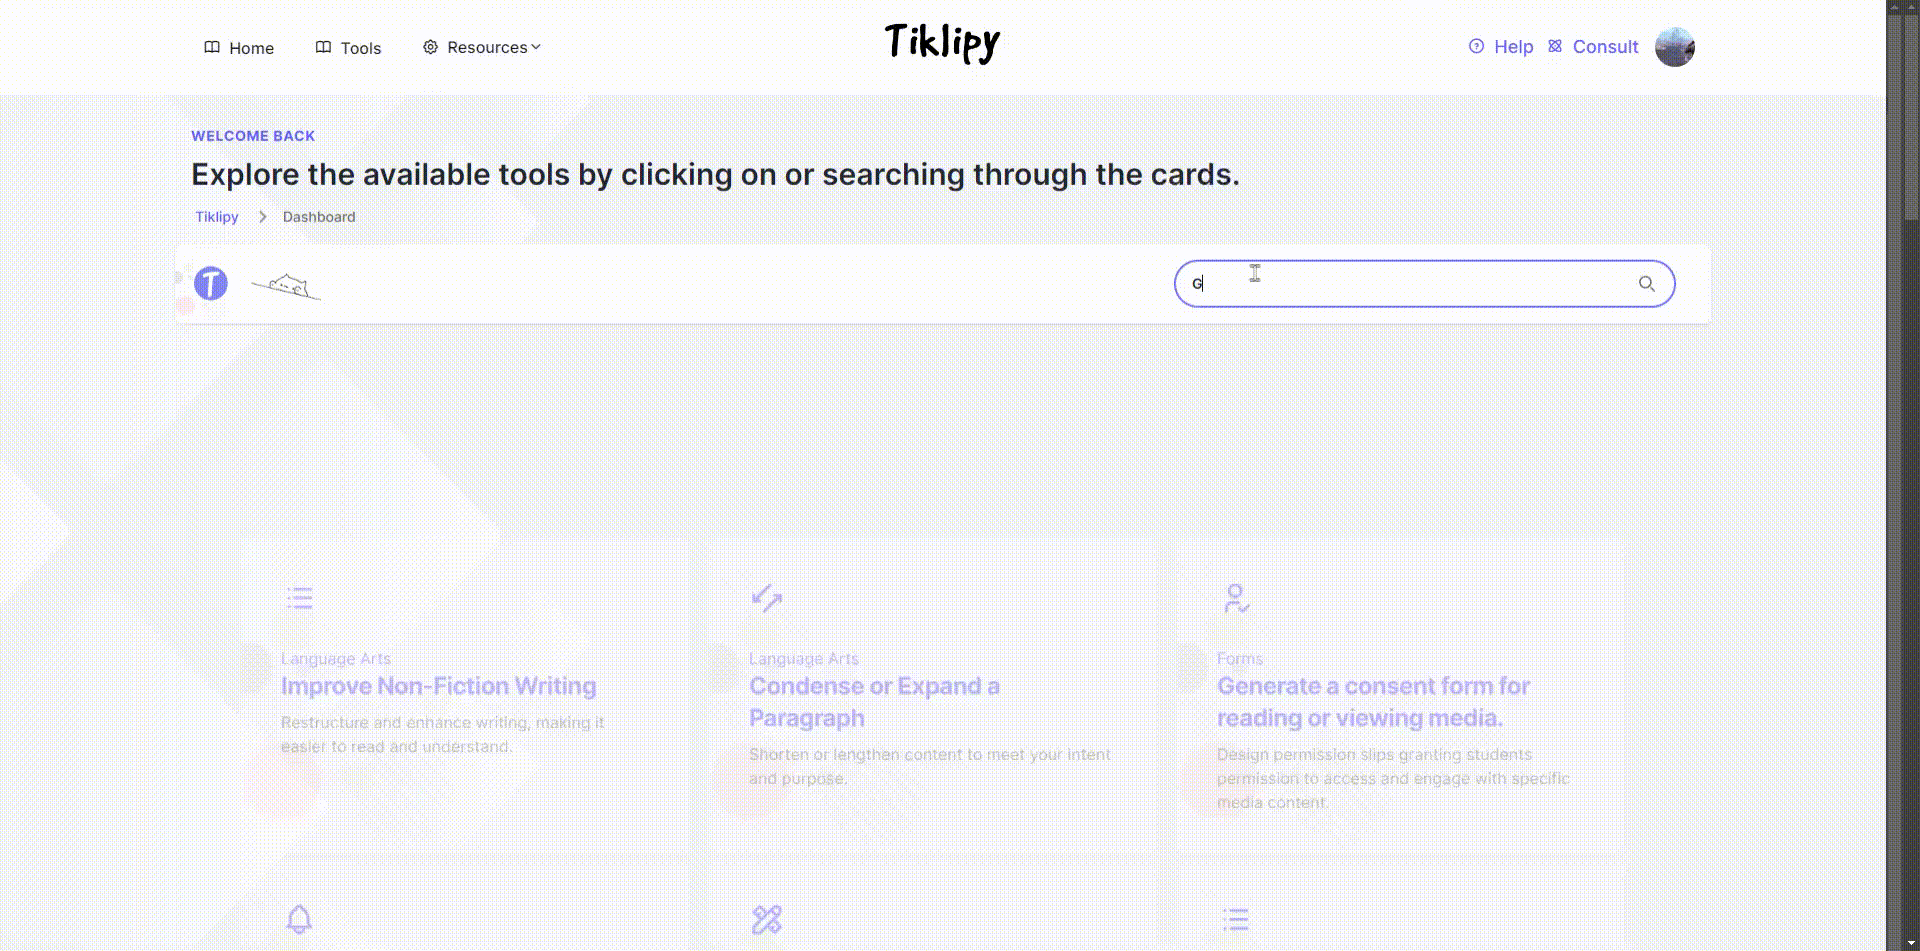 Home
Tools
Resources
Tiklipy
Help
Consult
WELCOME BACK
Explore the available tools by clicking on or searching through the cards.
Tiklipy
Dashboard
T
G
Language Arts
Improve Non-Fiction Writing
Restructure and enhance writing, making it
easier to read and understand.
Language Arts
Condense or Expand a
Paragraph
Shorten or lengthen content to meet your intent
and purpose.
Forms
Generate a consent form for
reading or viewing media.
Design permission slips granting students
permission to access and engage with specific
media content.